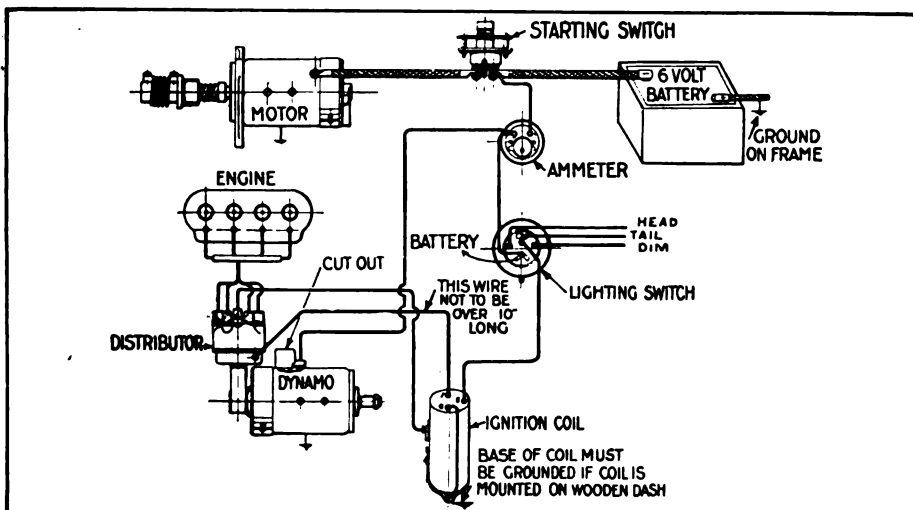 STARTING SWITCH
6 VOLT
BATTERY
MOTOR
GROUND
ON FRAME
AMMETER
ENGINE
HEAD
TAIL
DIM
BATTERY
CUT OUT
THIS WIRE
NOT TO BE
OVER 10"
LONG
LIGHTING SWITCH
DISTRIBUTOR
DYNAMO
IGNITION COIL
BASE OF COIL MUST
BE GROUNDED IF COIL IS
MOUNTED ON WOODEN DASH